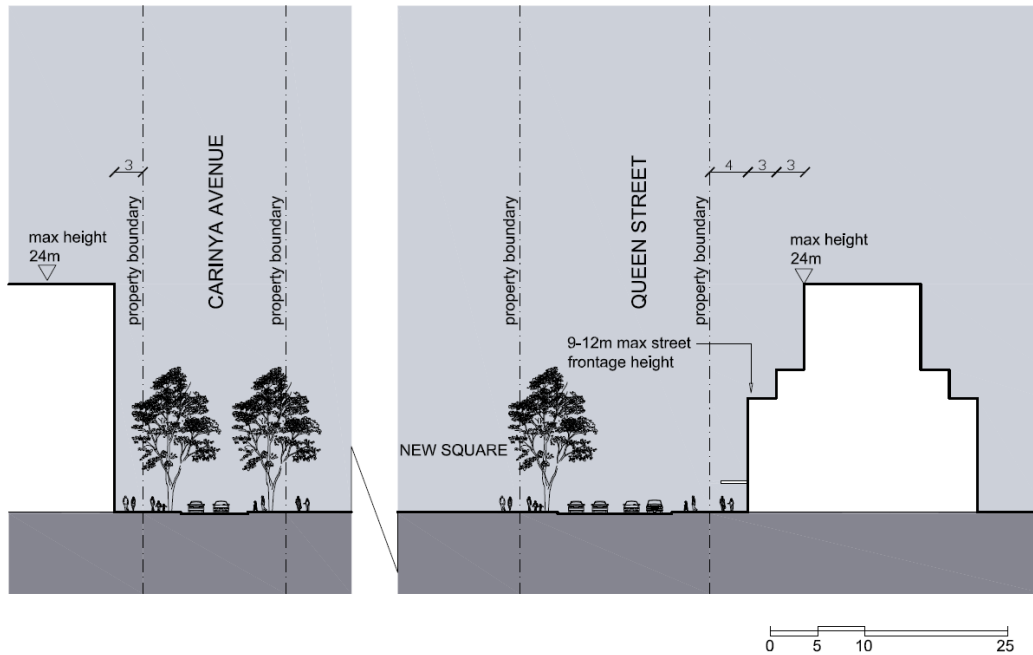 3
CARINYA AVENUE
property boundary
property boundary
max height
24m
4 3 3
QUEEN STREET
property boundary
property boundary
max height
24m
9-12m max street
frontage height
NEW SQUARE
0 5 10 25